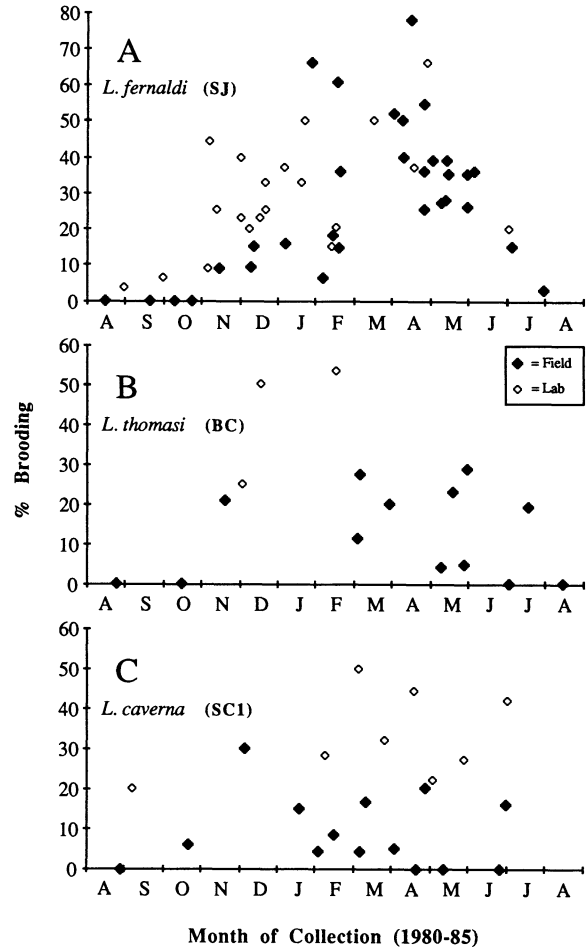 80
70
60
50
40
30
20
10
0
A
L. fernaldi (SJ)
A S O N D J F M A M J J A
60
50
40
30
20
10
0
B
L. thomasi (BC)
◆ = Field
◇ = Lab
A S O N D J F M A M J J A
% Brooding
60
50
40
30
20
10
0
C
L. caverna (SC1)
A S O N D J F M A M J J A
Month of Collection (1980-85)